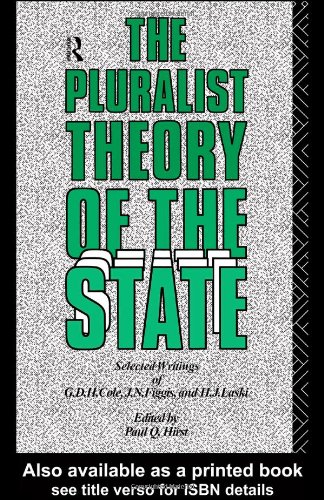 THE
PLURALIST
THEORY
OF THE
STATE
Selected Writings
of
G.D.H. Cole, J.N. Figgis, and H.J. Laski
Edited by
Paul Q. Hirst
Also available as a printed book
see title verso for ISBN details